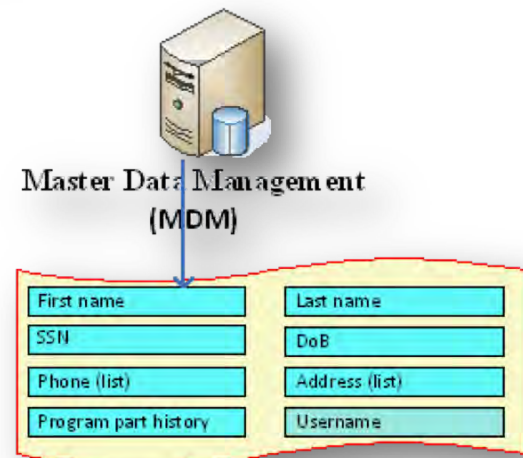 Master Data Management
(MDM)
First name
Last name
SSN
DoB
Phone (list)
Address (list)
Program part history
Username